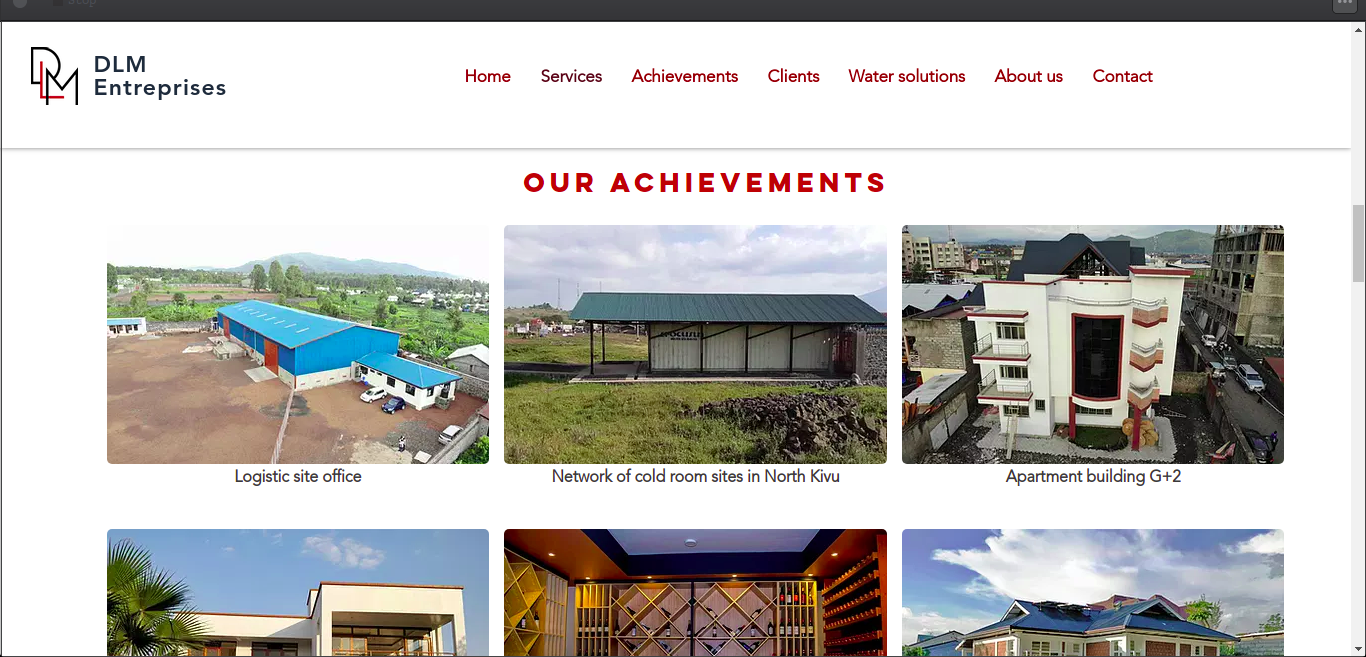 Stop
DLM
Entreprises
Home Services Achievements Clients Water solutions About us Contact
OUR ACHIEVEMENTS
Logistic site office
Network of cold room sites in North Kivu
Apartment building G+2